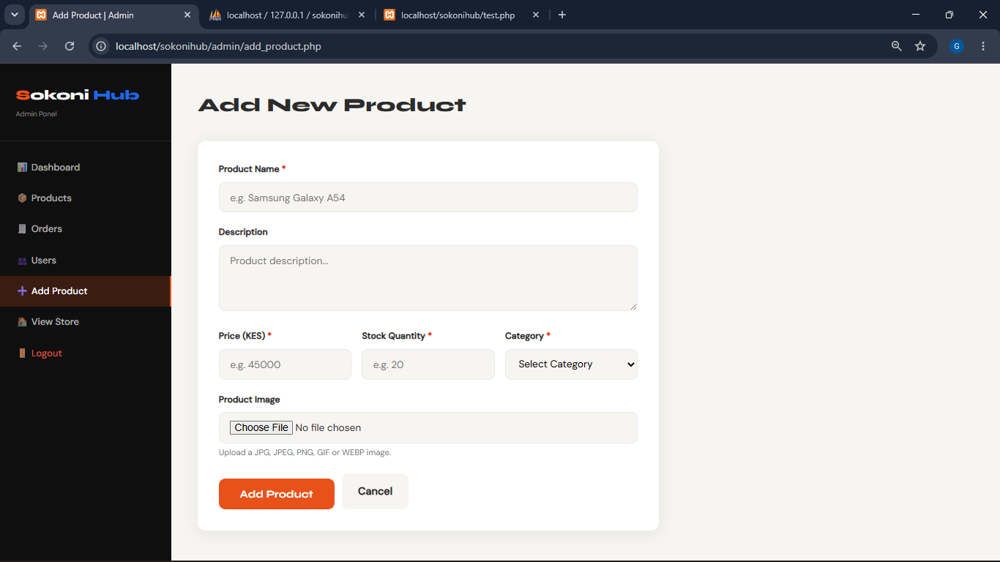 Add Product | Admin
localhost / 127.0.0.1 / sokonihu
localhost/sokonihub/test.php
localhost/sokonihub/admin/add_product.php
G
Sokoni Hub
Admin Panel
Dashboard
Products
Orders
Users
Add Product
View Store
Logout
Add New Product
Product Name *
e.g. Samsung Galaxy A54
Description
Product description...
Price (KES) * Stock Quantity * Category *
e.g. 45000 e.g. 20 Select Category
Product Image
Choose File No file chosen
Upload a JPG, JPEG, PNG, GIF or WEBP image.
Add Product Cancel